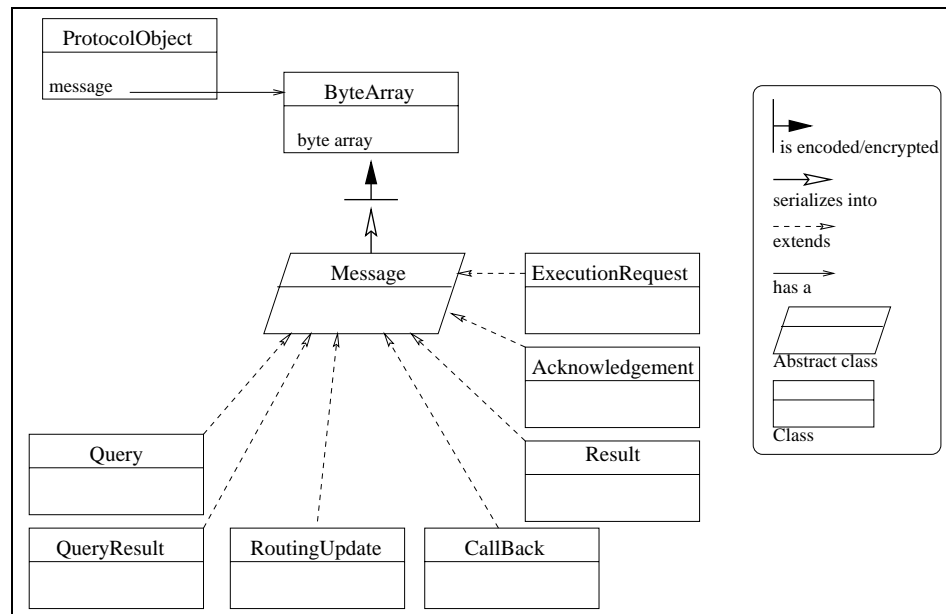 ProtocolObject
message
ByteArray
byte array
is encoded/encrypted
serializes into
extends
has a
Abstract class
Class
Message
ExecutionRequest
Acknowledgement
Query
Result
QueryResult
RoutingUpdate
CallBack